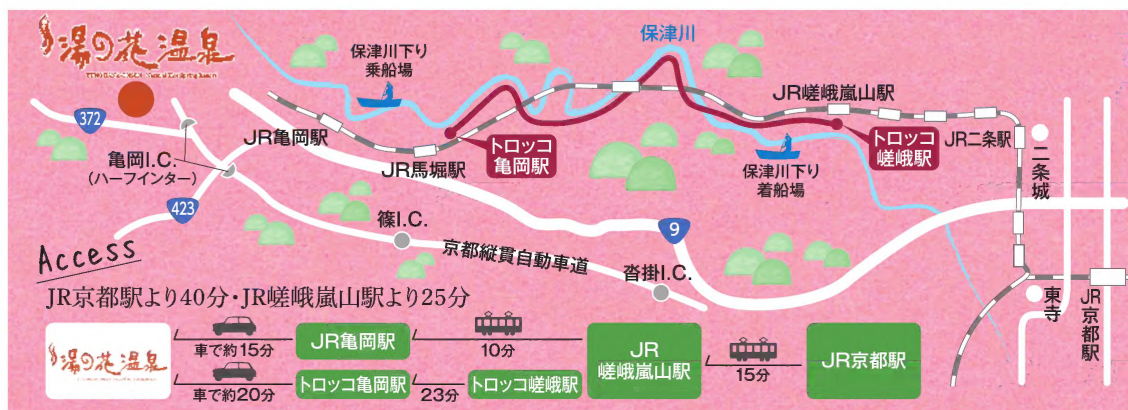 湯の花温泉
保津川
保津川下り
乗船場
JR嵯峨嵐山駅
372
JR亀岡駅
亀岡I.C.
(ハーフインター)
JR馬堀駅
トロッコ
亀岡駅
トロッコ
嵯峨駅
JR二条駅
二条城
保津川下り
着船場
423
篠I.C.
9
京都縦貫自動車道
沓掛I.C.
東寺
JR京都駅
Access
JR京都駅より40分・JR嵯峨嵐山駅より25分
湯の花温泉
車で約15分
JR亀岡駅
10分
JR
嵯峨嵐山駅
15分
JR京都駅
車で約20分
トロッコ亀岡駅
23分
トロッコ嵯峨駅